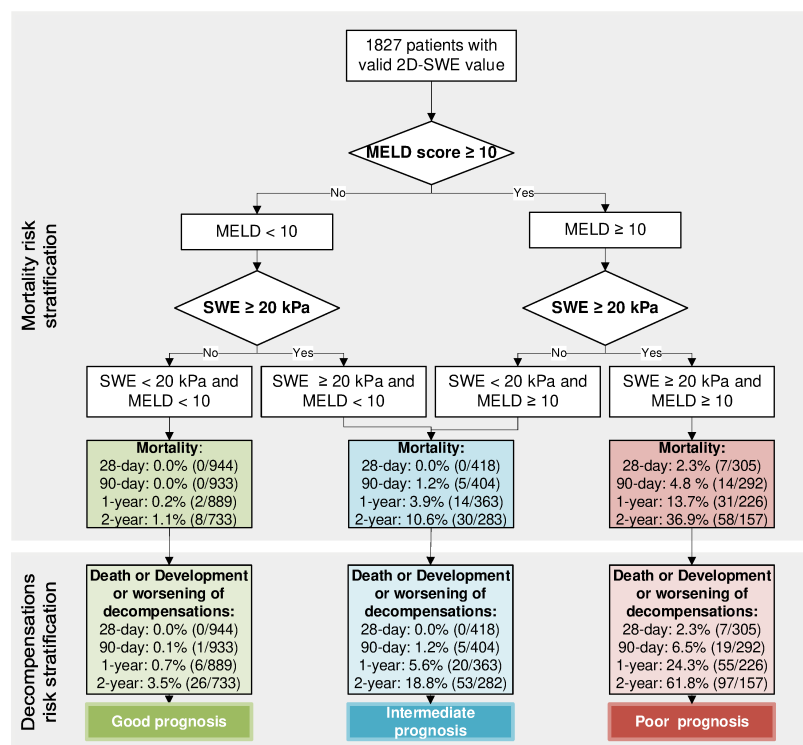 1827 patients with
valid 2D-SWE value
MELD score ≥ 10
No
Yes
MELD < 10
MELD ≥ 10
SWE ≥ 20 kPa
SWE ≥ 20 kPa
No
Yes
No
Yes
SWE < 20 kPa and
MELD < 10
SWE ≥ 20 kPa and
MELD < 10
SWE < 20 kPa and
MELD ≥ 10
SWE ≥ 20 kPa and
MELD ≥ 10
Mortality risk
stratification
Mortality:
28-day: 0.0% (0/944)
90-day: 0.0% (0/933)
1-year: 0.2% (2/889)
2-year: 1.1% (8/733)
Mortality:
28-day: 0.0% (0/418)
90-day: 1.2% (5/404)
1-year: 3.9% (14/363)
2-year: 10.6% (30/283)
Mortality:
28-day: 2.3% (7/305)
90-day: 4.8 % (14/292)
1-year: 13.7% (31/226)
2-year: 36.9% (58/157)
Decompensations
risk stratification
Death or Development
or worsening of
decompensations:
28-day: 0.0% (0/944)
90-day: 0.1% (1/933)
1-year: 0.7% (6/889)
2-year: 3.5% (26/733)
Death or Development
or worsening of
decompensations:
28-day: 0.0% (0/418)
90-day: 1.2% (5/404)
1-year: 5.6% (20/363)
2-year: 18.8% (53/282)
Death or Development
or worsening of
decompensations:
28-day: 2.3% (7/305)
90-day: 6.5% (19/292)
1-year: 24.3% (55/226)
2-year: 61.8% (97/157)
Good prognosis
Intermediate
prognosis
Poor prognosis